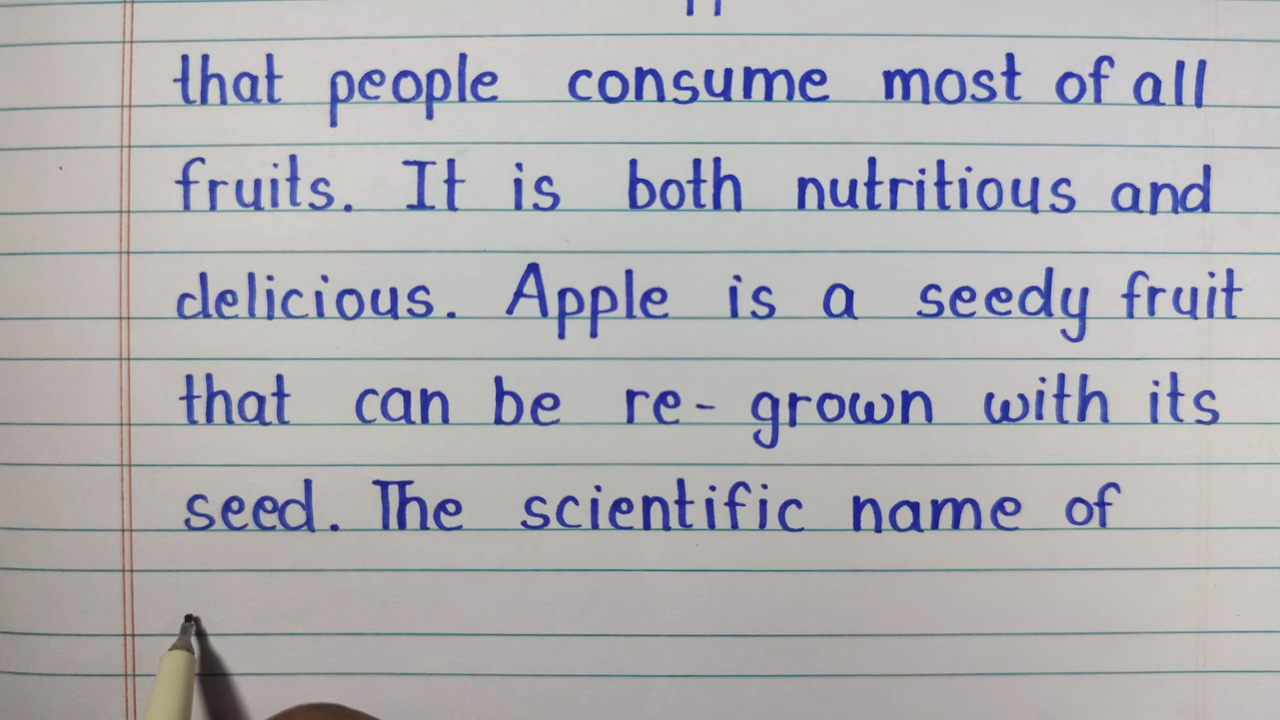 that people consume most of all
fruits. It is both nutritious and
delicious. Apple is a seedy fruit
that can be re- grown with its
seed. The scientific name of